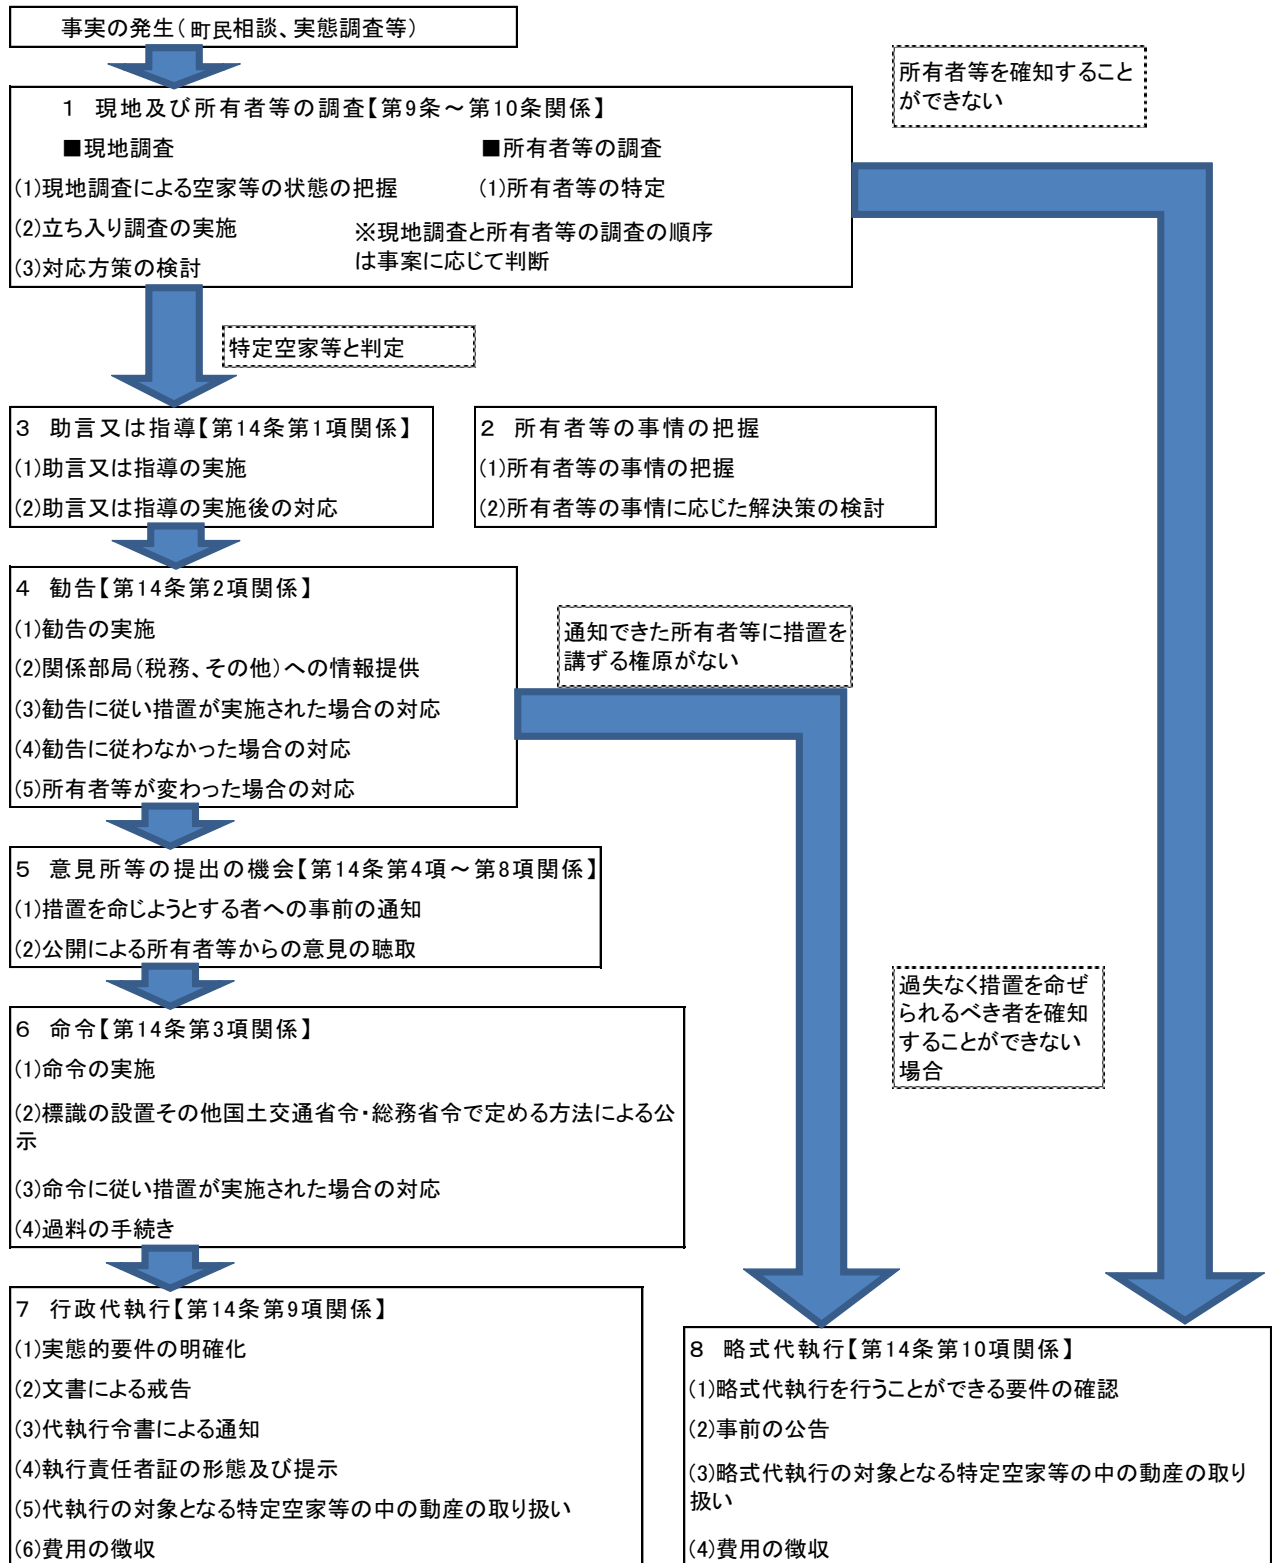 事実の発生(町民相談、実態調査等)
所有者等を確知すること
ができない
1 現地及び所有者等の調査【第9条~第10条関係】
■現地調査
■所有者等の調査
(1)現地調査による空家等の状態の把握
(1)所有者等の特定
(2)立ち入り調査の実施
※現地調査と所有者等の調査の順序
は事案に応じて判断
(3)対応方策の検討
特定空家等と判定
3 助言又は指導【第14条第1項関係】
(1)助言又は指導の実施
(2)助言又は指導の実施後の対応
2 所有者等の事情の把握
(1)所有者等の事情の把握
(2)所有者等の事情に応じた解決策の検討
4 勧告【第14条第2項関係】
(1)勧告の実施
(2)関係部局(税務、その他)への情報提供
(3)勧告に従い措置が実施された場合の対応
(4)勧告に従わなかった場合の対応
(5)所有者等が変わった場合の対応
通知できた所有者等に措置を
講ずる権原がない
5 意見所等の提出の機会【第14条第4項~第8項関係】
(1)措置を命じようとする者への事前の通知
(2)公開による所有者等からの意見の聴取
過失なく措置を命ぜ
られるべき者を確知
することができない
場合
6 命令【第14条第3項関係】
(1)命令の実施
(2)標識の設置その他国土交通省令・総務省令で定める方法による公
示
(3)命令に従い措置が実施された場合の対応
(4)過料の手続き
7 行政代執行【第14条第9項関係】
(1)実態的要件の明確化
(2)文書による戒告
(3)代執行令書による通知
(4)執行責任者証の形態及び提示
(5)代執行の対象となる特定空家等の中の動産の取り扱い
(6)費用の徴収
8 略式代執行【第14条第10項関係】
(1)略式代執行を行うことができる要件の確認
(2)事前の公告
(3)略式代執行の対象となる特定空家等の中の動産の取り
扱い
(4)費用の徴収